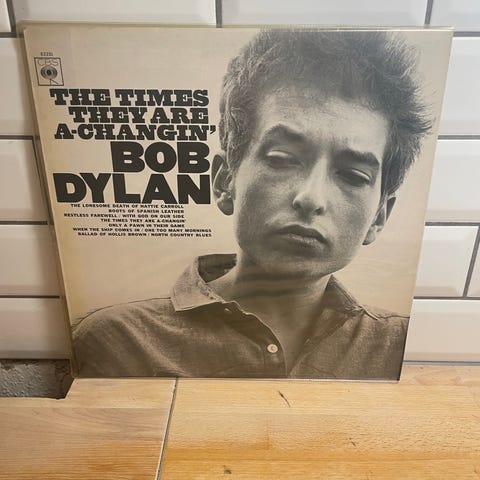 62251
CBS
THE TIMES
THEY ARE
A-CHANGIN'
BOB
DYLAN
THE LONESOME DEATH OF HATTIE CARROLL
BOOTS OF SPANISH LEATHER
RESTLESS FAREWELL / WITH GOD ON OUR SIDE
THE TIMES THEY ARE A-CHANGIN'
ONLY A PAWN IN THEIR GAME
WHEN THE SHIP COMES IN / ONE TOO MANY MORNINGS
BALLAD OF HOLLIS BROWN / NORTH COUNTRY BLUES